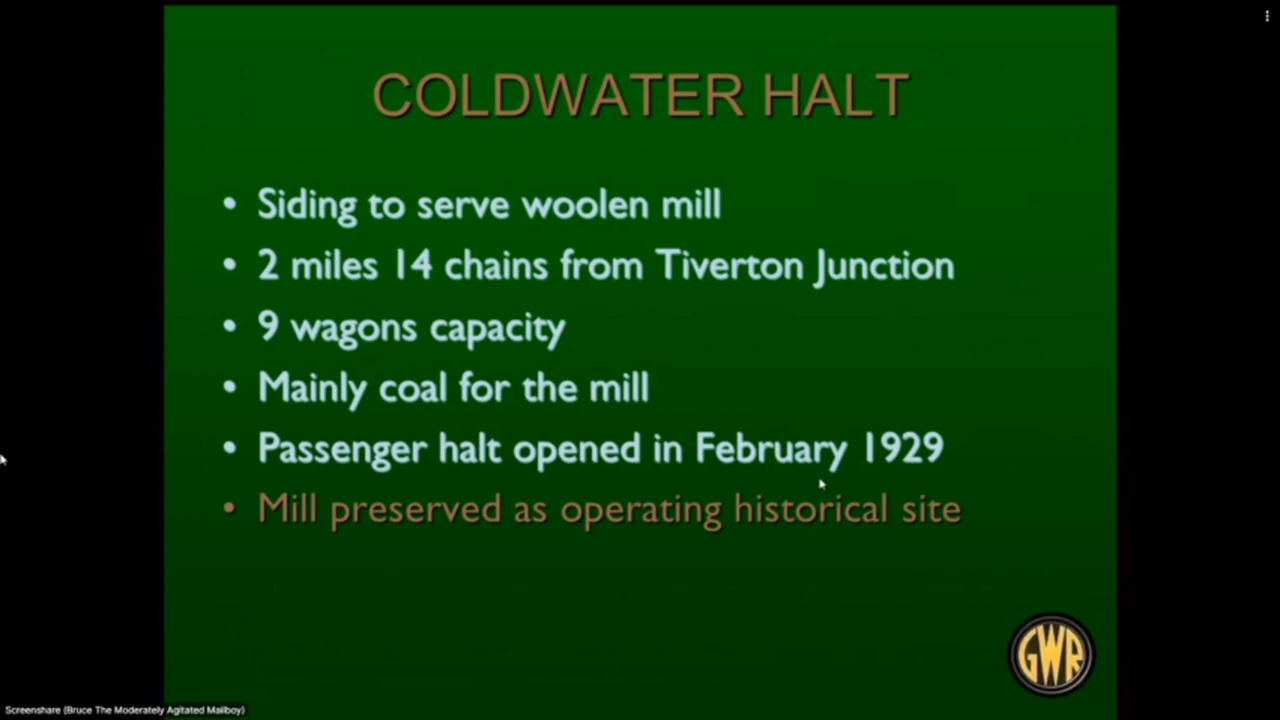 COLDWATER HALT
• Siding to serve woolen mill
• 2 miles 14 chains from Tiverton Junction
• 9 wagons capacity
• Mainly coal for the mill
• Passenger halt opened in February 1929
• Mill preserved as operating historical site
GWR
Screenshare (Bruce The Moderately Agitated Mailboy)